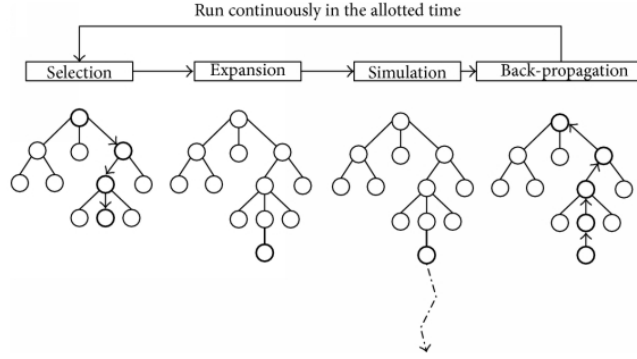 Run continuously in the allotted time
Selection
Expansion
Simulation
Back-propagation